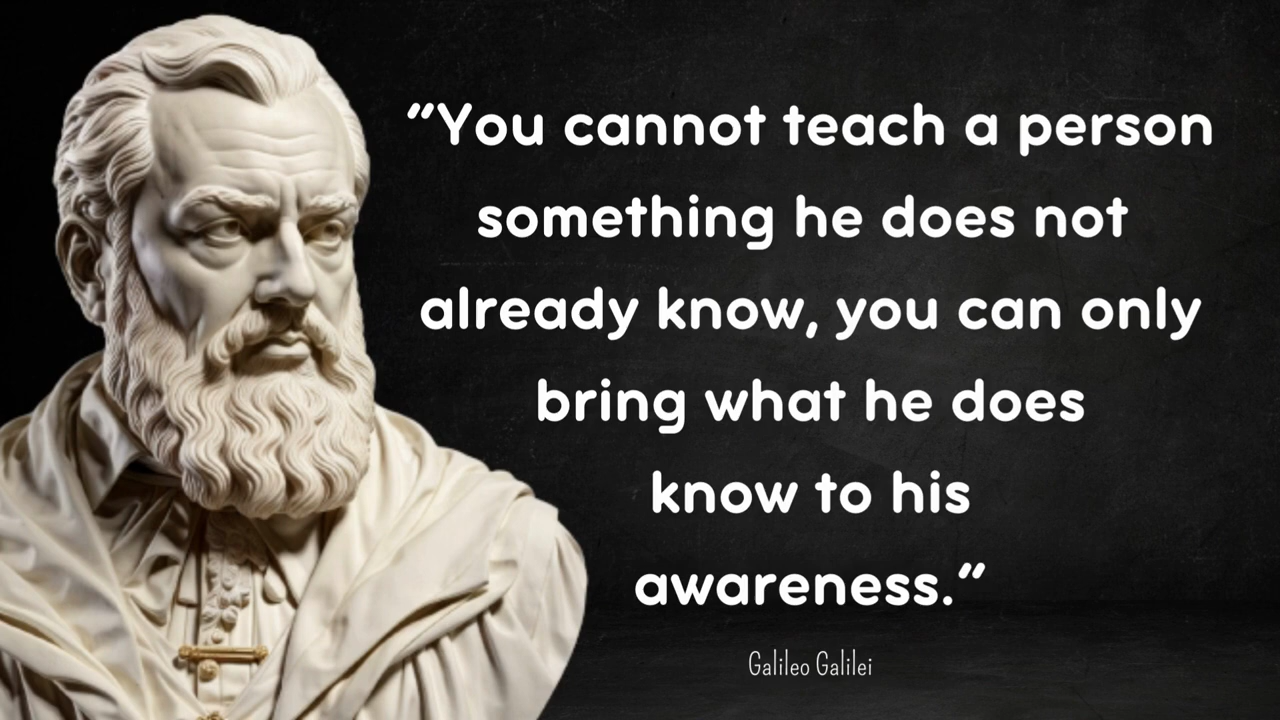 “You cannot teach a person
something he does not
already know, you can only
bring what he does
know to his
awareness.”
Galileo Galilei